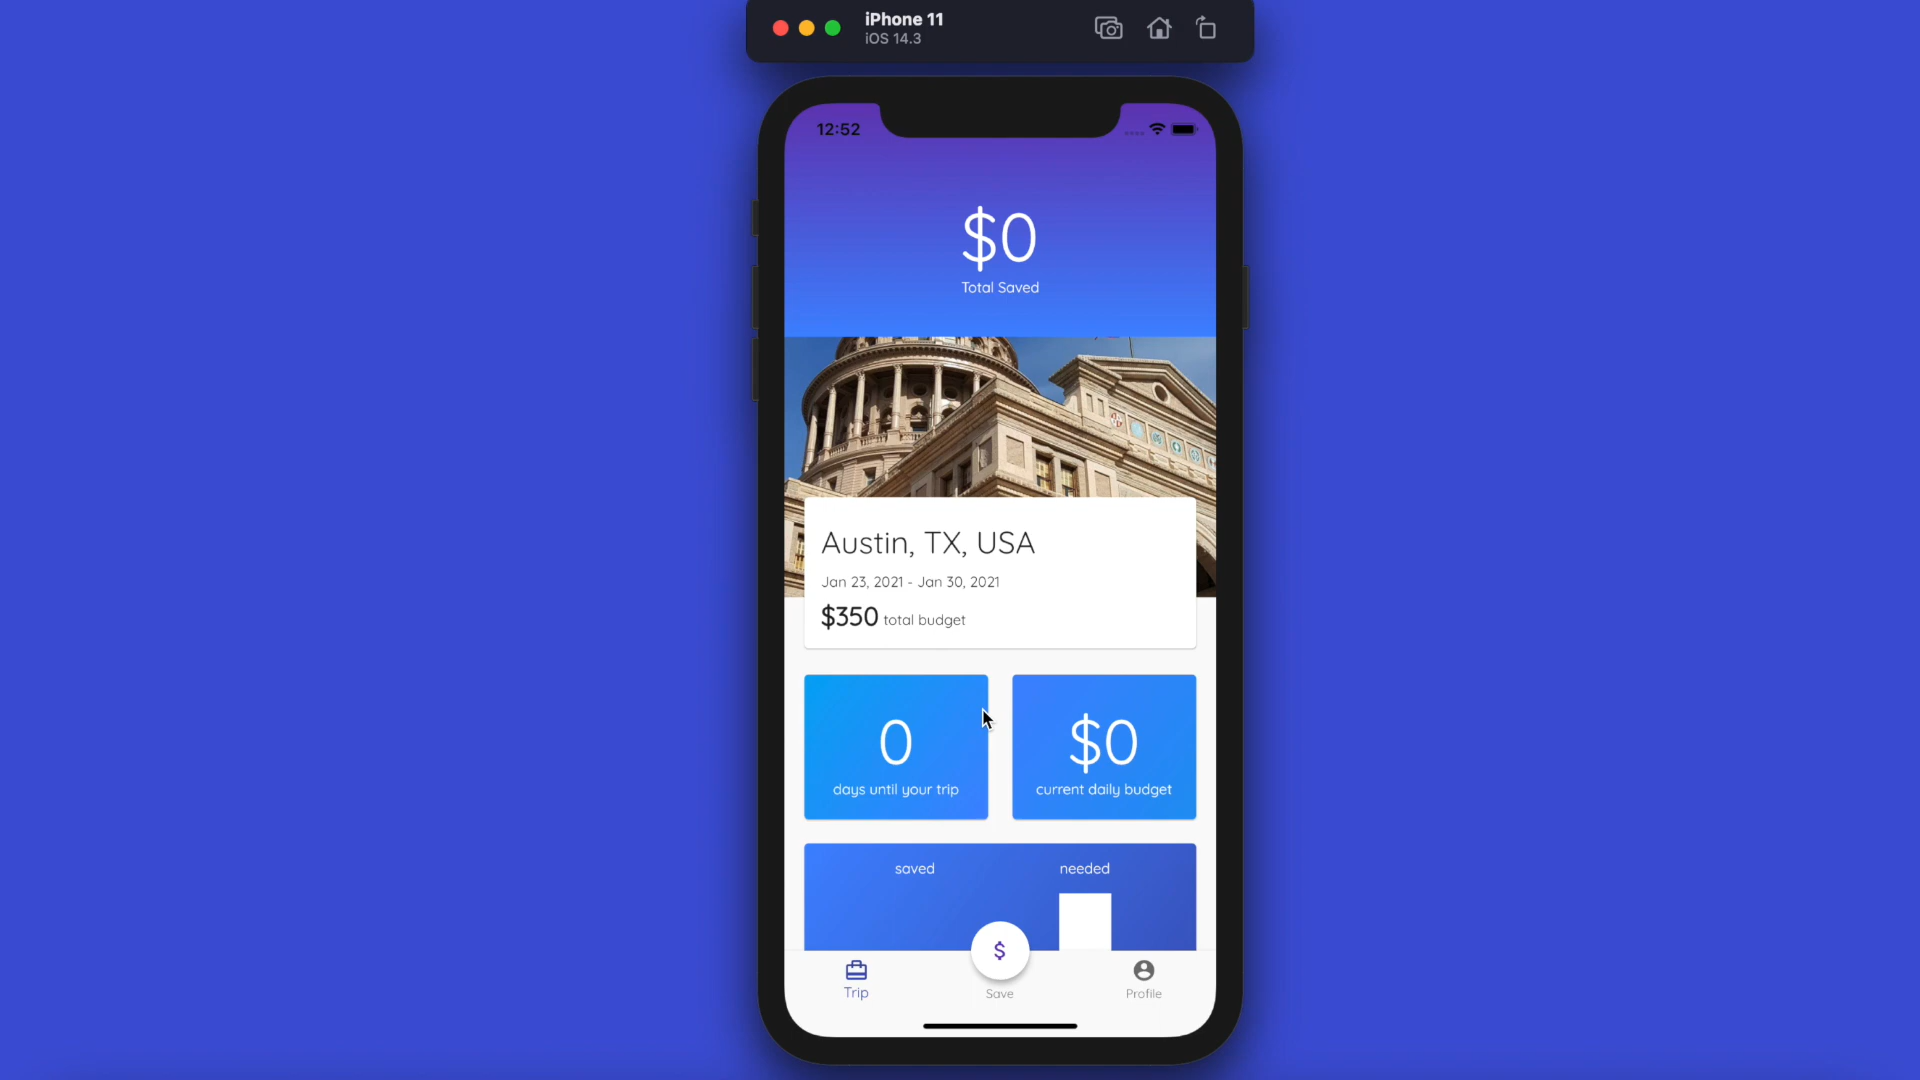 iPhone 11
iOS 14.3
12:52
$0
Total Saved
Austin, TX, USA
Jan 23, 2021 - Jan 30, 2021
$350 total budget
0
days until your trip
$0
current daily budget
saved
needed
$
Trip
Save
Profile